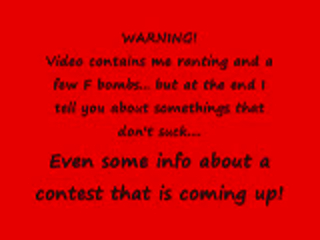 WARNING!
Video contains me ranting and a
few F bombs... but at the end I
tell you about somethings that
don't suck....
Even some info about a
contest that is coming up!